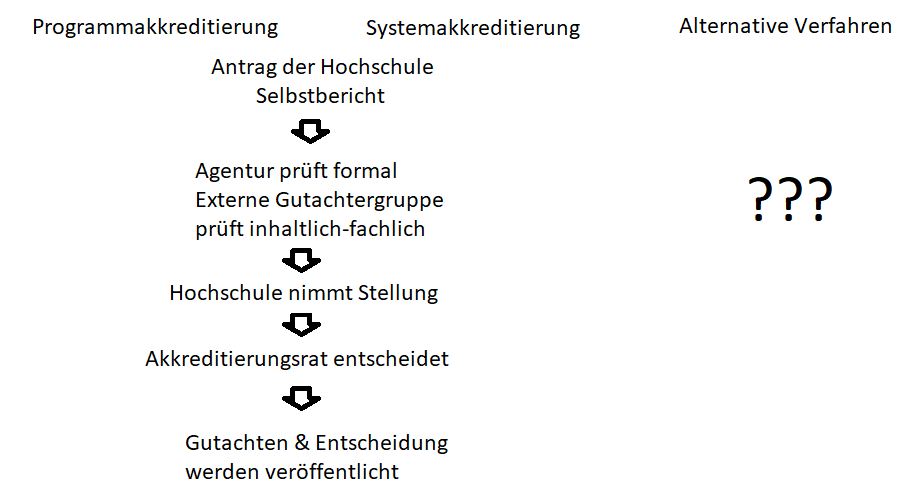 Programmakkreditierung
Systemakkreditierung
Alternative Verfahren
Antrag der Hochschule
Selbstbericht
Agentur prüft formal
Externe Gutachtergruppe
prüft inhaltlich-fachlich
???
Hochschule nimmt Stellung
Akkreditierungsrat entscheidet
Gutachten & Entscheidung
werden veröffentlicht